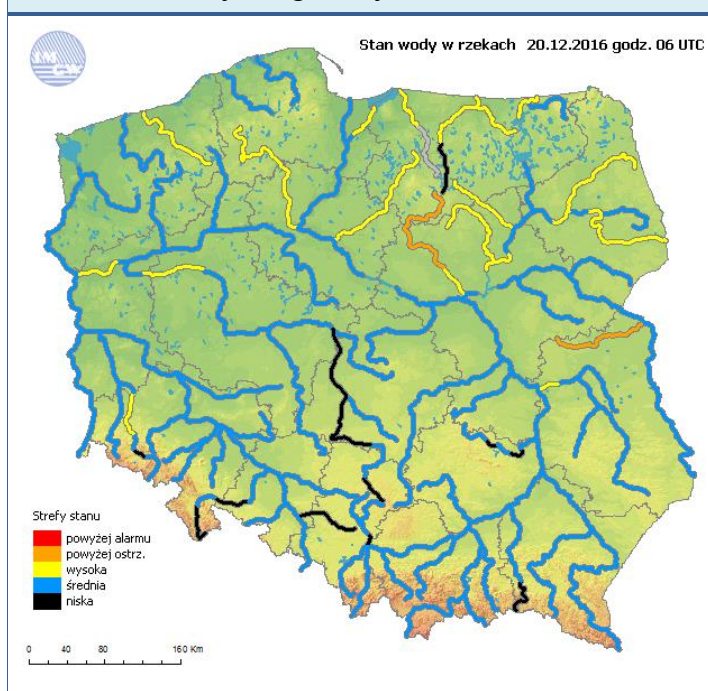 Stan wody w rzekach 20.12.2016 godz. 06 UTC
Strefy stanu
powyżej alarmu
powyżej ostrz.
wysoka
średnia
niska
0 40 80 160 Km